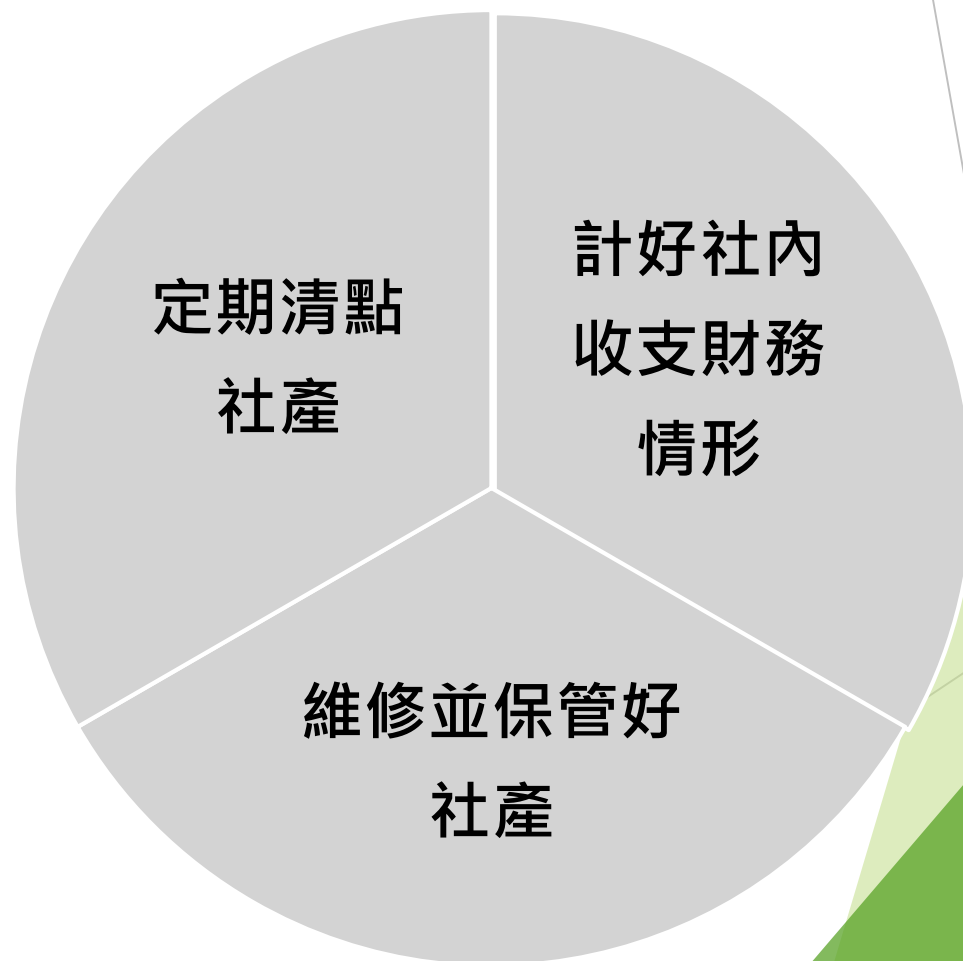 計好社內
收支財務
情形
維修並保管好
社產
定期清點
社產